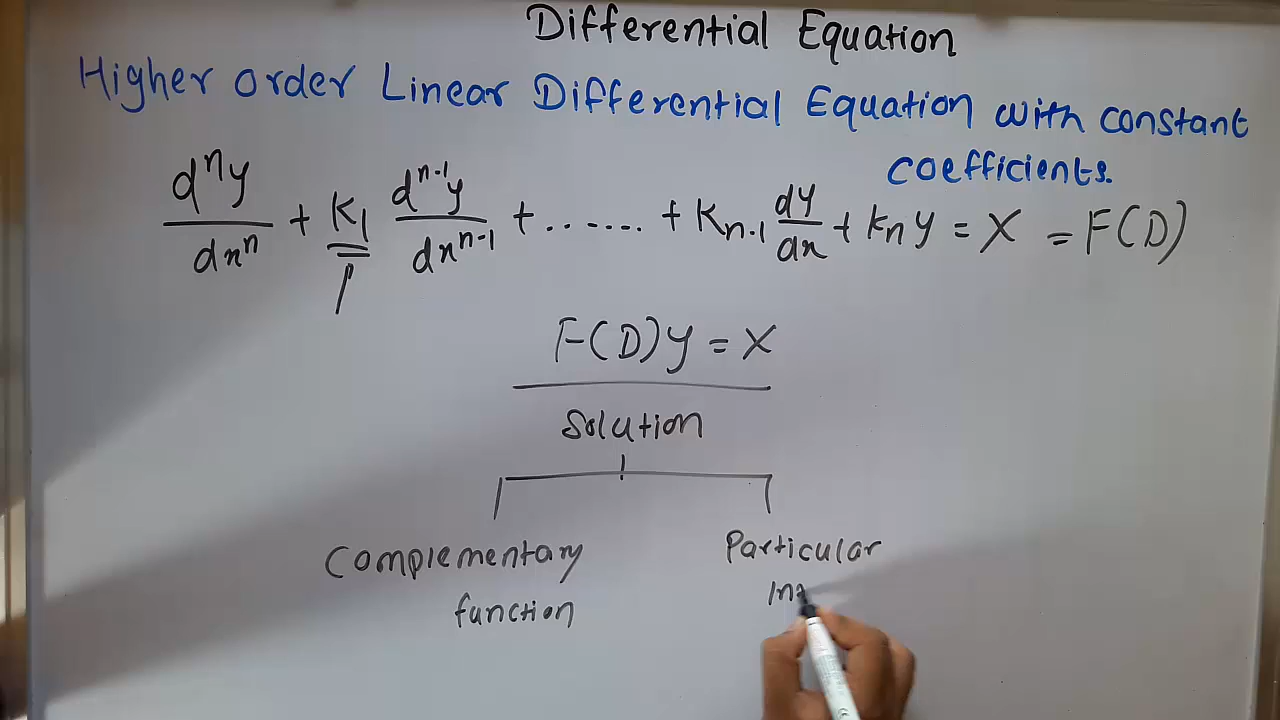 Differential Equation
Higher order Linear Differential Equation with constant
coefficients.
dⁿy/dxⁿ + K₁ dⁿ⁻¹y/dxⁿ⁻¹ + ...... + Kₙ₋₁ dy/dx + kₙy = X = F(D)
F(D)y = X
Solution
Complementary
function
Particular